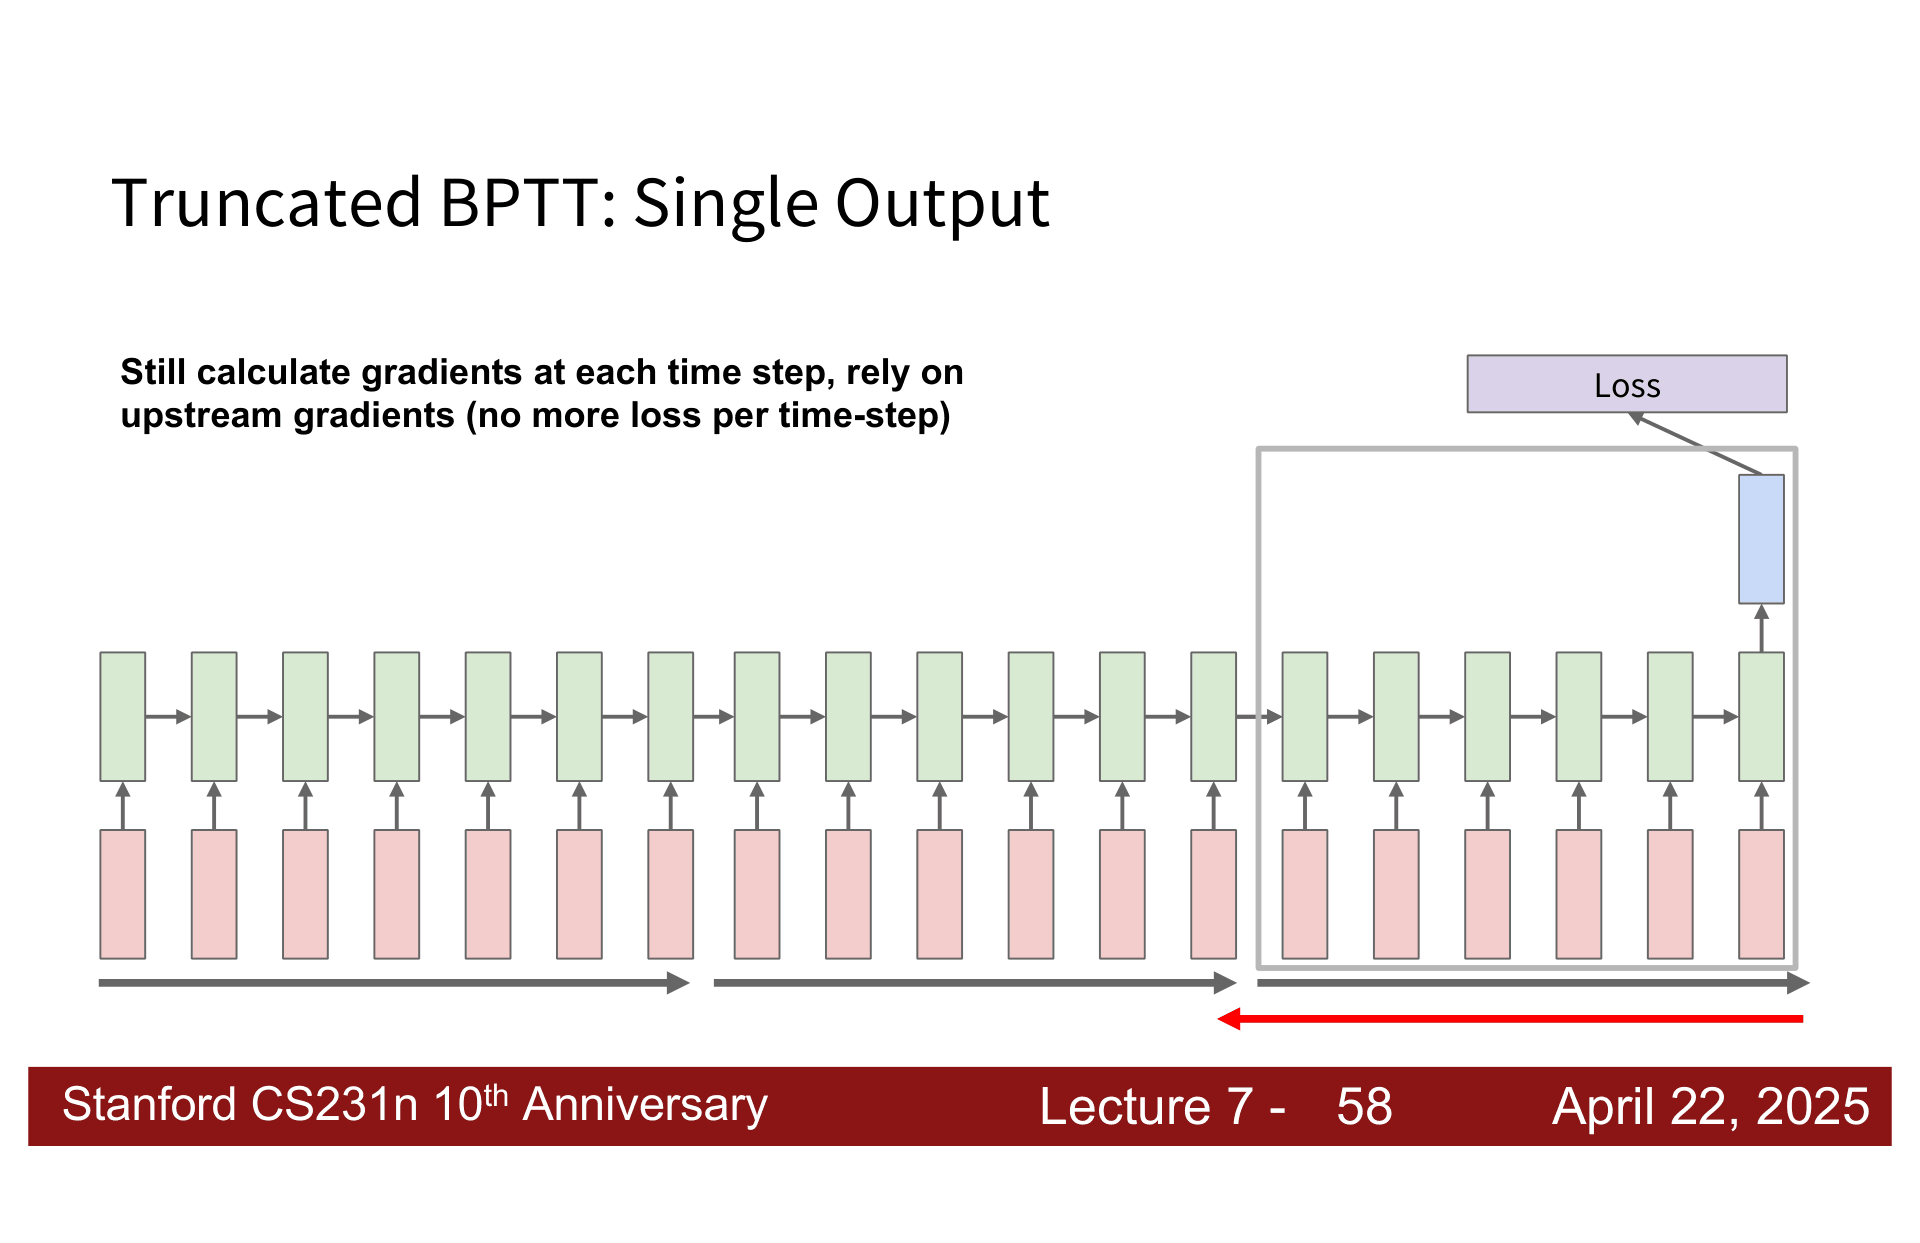 Truncated BPTT: Single Output
Still calculate gradients at each time step, rely on
upstream gradients (no more loss per time-step)
Loss
Stanford CS231n 10th Anniversary
Lecture 7 - 58
April 22, 2025